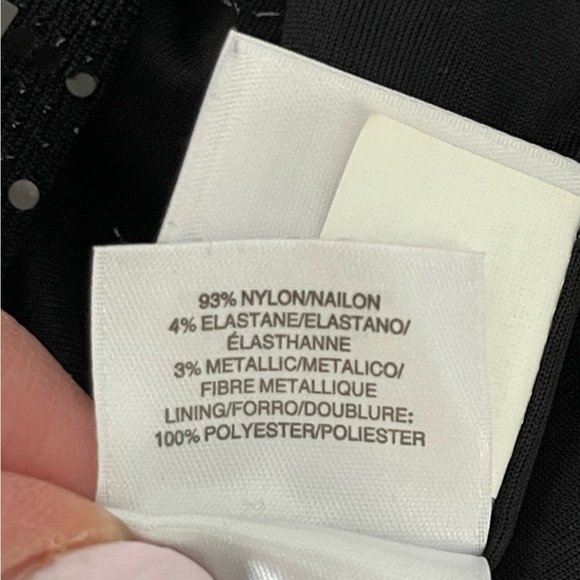 93% NYLON/NAILON
4% ELASTANE/ELASTANO/
ÉLASTHANNE
3% METALLIC/METALICO/
FIBRE METALLIQUE
LINING/FORRO/DOUBLURE:
100% POLYESTER/POLIESTER